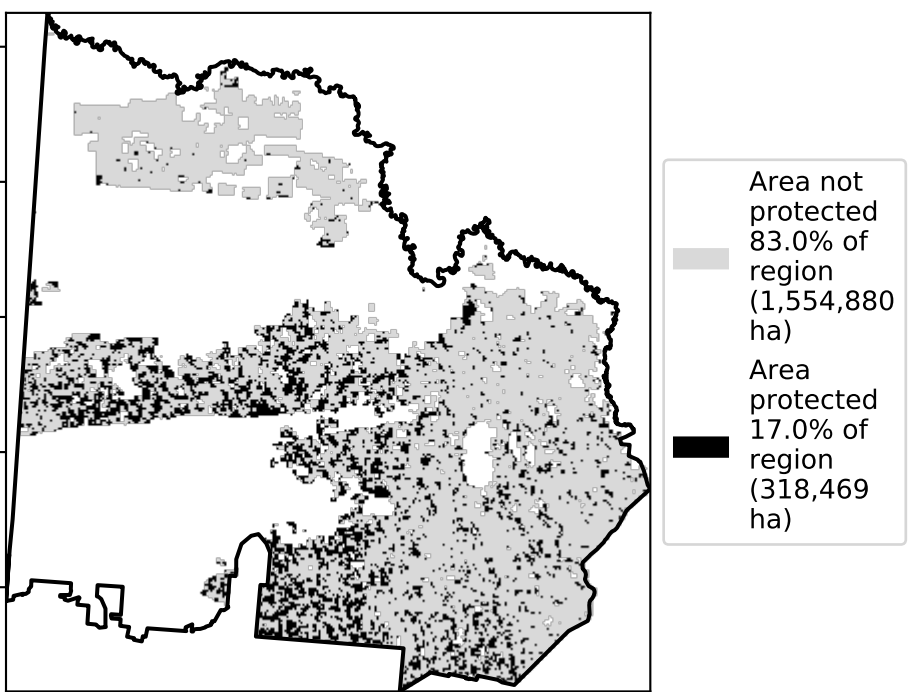 Area not
protected
83.0% of
region
(1,554,880
ha)
Area
protected
17.0% of
region
(318,469
ha)